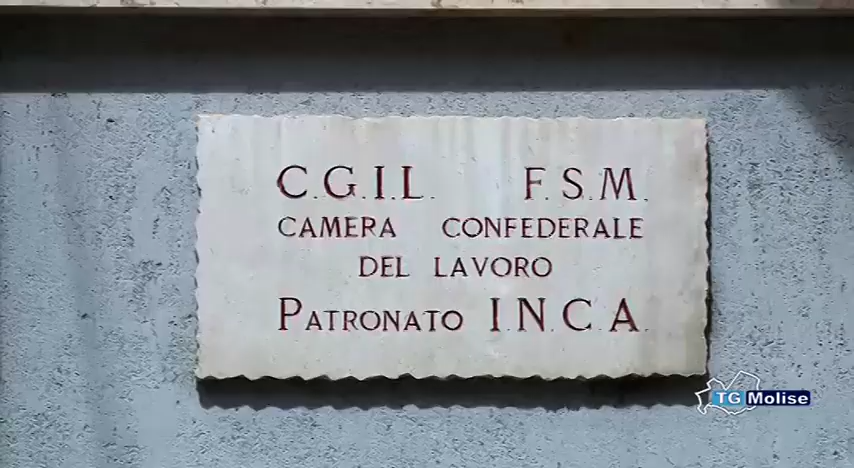 C.G.I.L. F.S.M.
CAMERA CONFEDERALE
DEL LAVORO
PATRONATO I.N.C.A.
TG Molise